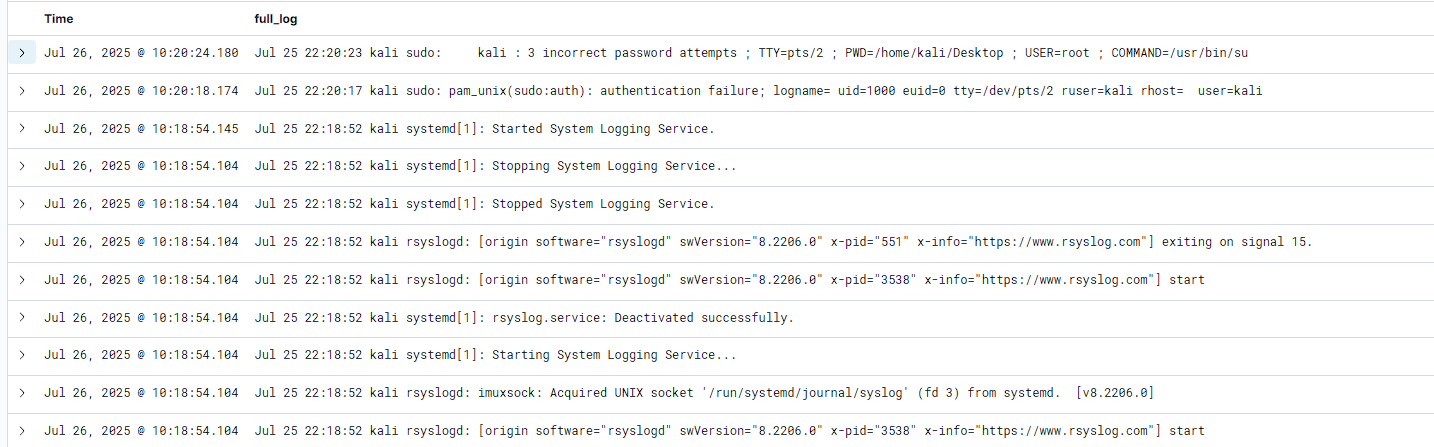 Time full_log
> Jul 26, 2025 @ 10:20:24.180 Jul 25 22:20:23 kali sudo:     kali : 3 incorrect password attempts ; TTY=pts/2 ; PWD=/home/kali/Desktop ; USER=root ; COMMAND=/usr/bin/su
> Jul 26, 2025 @ 10:20:18.174 Jul 25 22:20:17 kali sudo: pam_unix(sudo:auth): authentication failure; logname= uid=1000 euid=0 tty=/dev/pts/2 ruser=kali rhost=  user=kali
> Jul 26, 2025 @ 10:18:54.145 Jul 25 22:18:52 kali systemd[1]: Started System Logging Service.
> Jul 26, 2025 @ 10:18:54.104 Jul 25 22:18:52 kali systemd[1]: Stopping System Logging Service...
> Jul 26, 2025 @ 10:18:54.104 Jul 25 22:18:52 kali systemd[1]: Stopped System Logging Service.
> Jul 26, 2025 @ 10:18:54.104 Jul 25 22:18:52 kali rsyslogd: [origin software="rsyslogd" swVersion="8.2206.0" x-pid="551" x-info="https://www.rsyslog.com"] exiting on signal 15.
> Jul 26, 2025 @ 10:18:54.104 Jul 25 22:18:52 kali rsyslogd: [origin software="rsyslogd" swVersion="8.2206.0" x-pid="3538" x-info="https://www.rsyslog.com"] start
> Jul 26, 2025 @ 10:18:54.104 Jul 25 22:18:52 kali systemd[1]: rsyslog.service: Deactivated successfully.
> Jul 26, 2025 @ 10:18:54.104 Jul 25 22:18:52 kali systemd[1]: Starting System Logging Service...
> Jul 26, 2025 @ 10:18:54.104 Jul 25 22:18:52 kali rsyslogd: imuxsock: Acquired UNIX socket '/run/systemd/journal/syslog' (fd 3) from systemd.  [v8.2206.0]
> Jul 26, 2025 @ 10:18:54.104 Jul 25 22:18:52 kali rsyslogd: [origin software="rsyslogd" swVersion="8.2206.0" x-pid="3538" x-info="https://www.rsyslog.com"] start